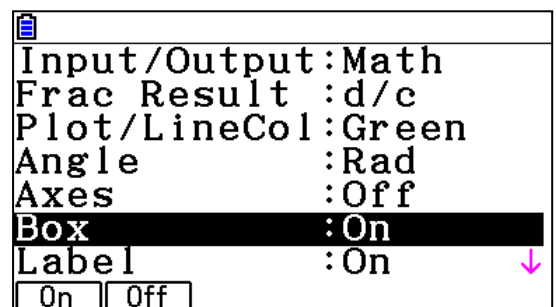 Input/Output:Math
Frac Result :d/c
Plot/LineCol:Green
Angle :Rad
Axes :Off
Box :On
Label :On ↓
On Off